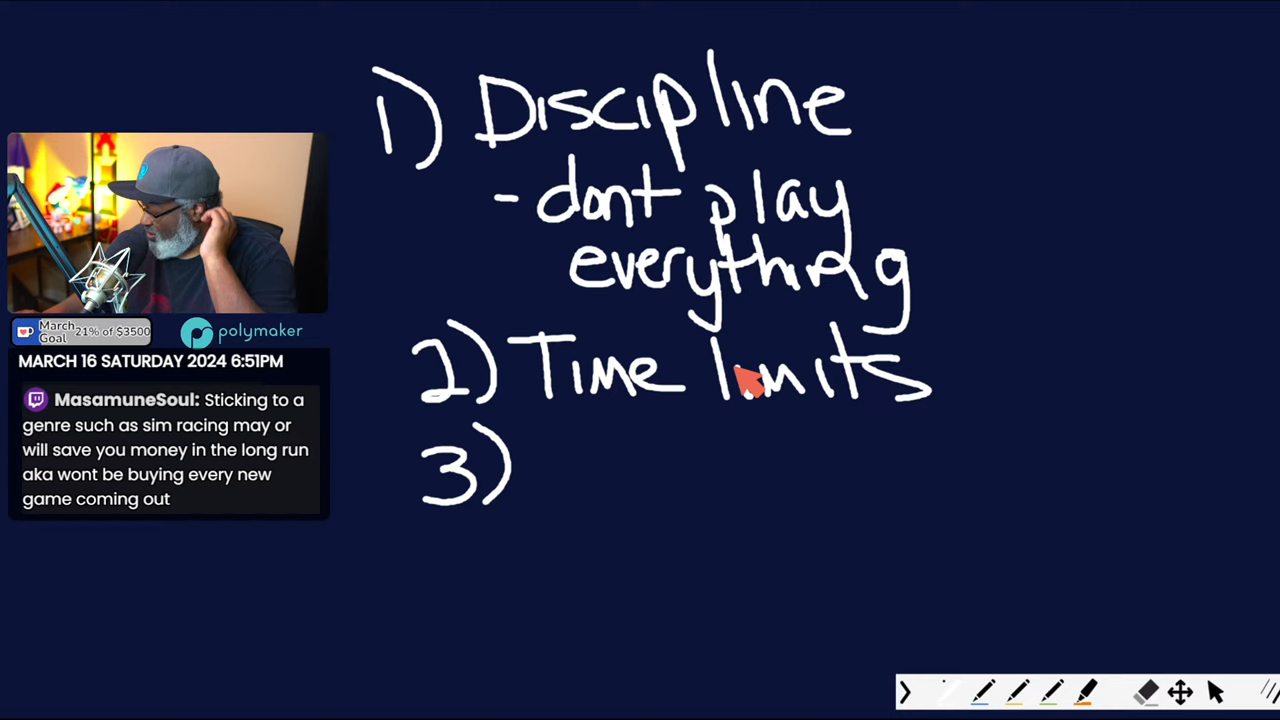 1) Discipline
- dont play
everything
2) Time limits
3)
March
Goal
21% of $3500
polymaker
MARCH 16 SATURDAY 2024 6:51PM
MasamuneSoul: Sticking to a
genre such as sim racing may or
will save you money in the long run
aka wont be buying every new
game coming out